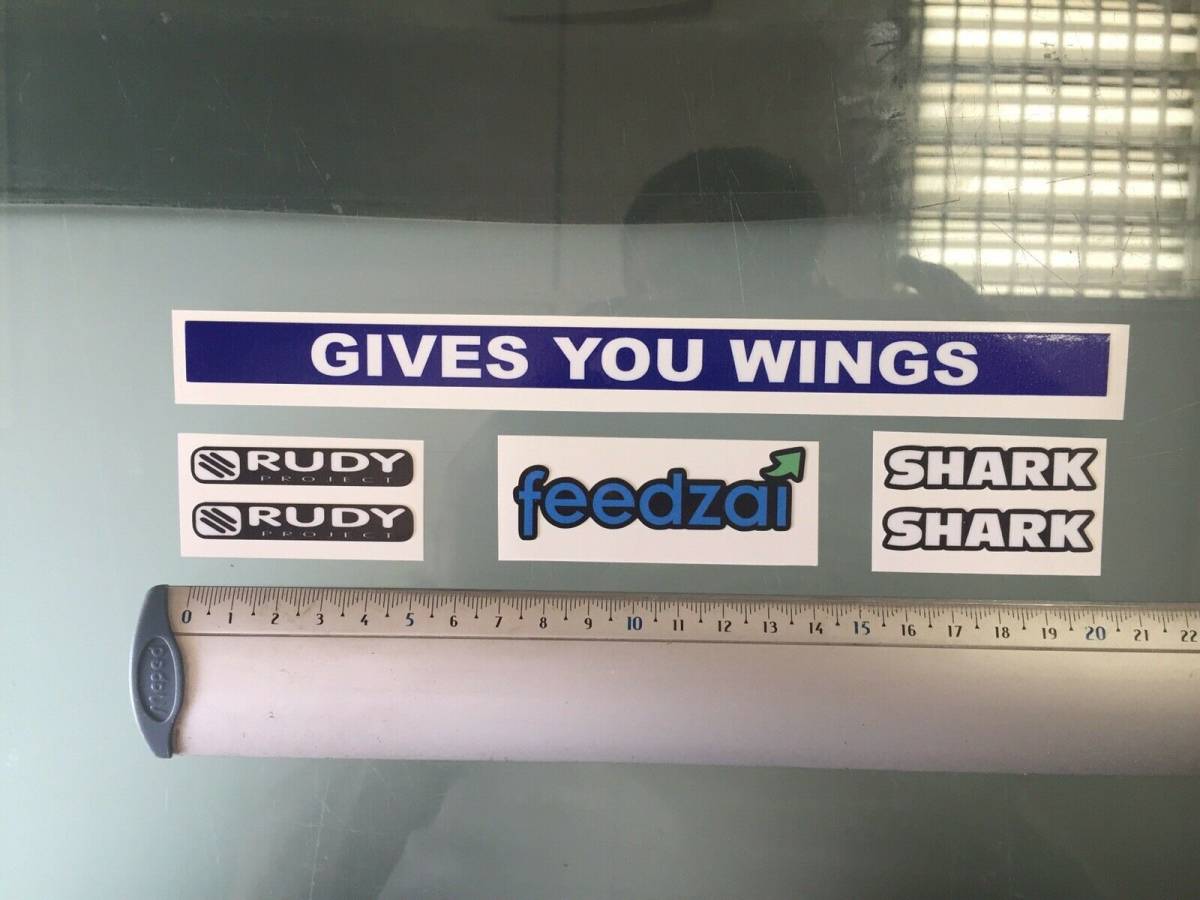 GIVES YOU WINGS
RUDY
PROJECT
RUDY
PROJECT
feedzai
SHARK
SHARK
0 1 2 3 4 5 6 7 8 9 10 11 12 13 14 15 16 17 18 19 20 21 22
Maped